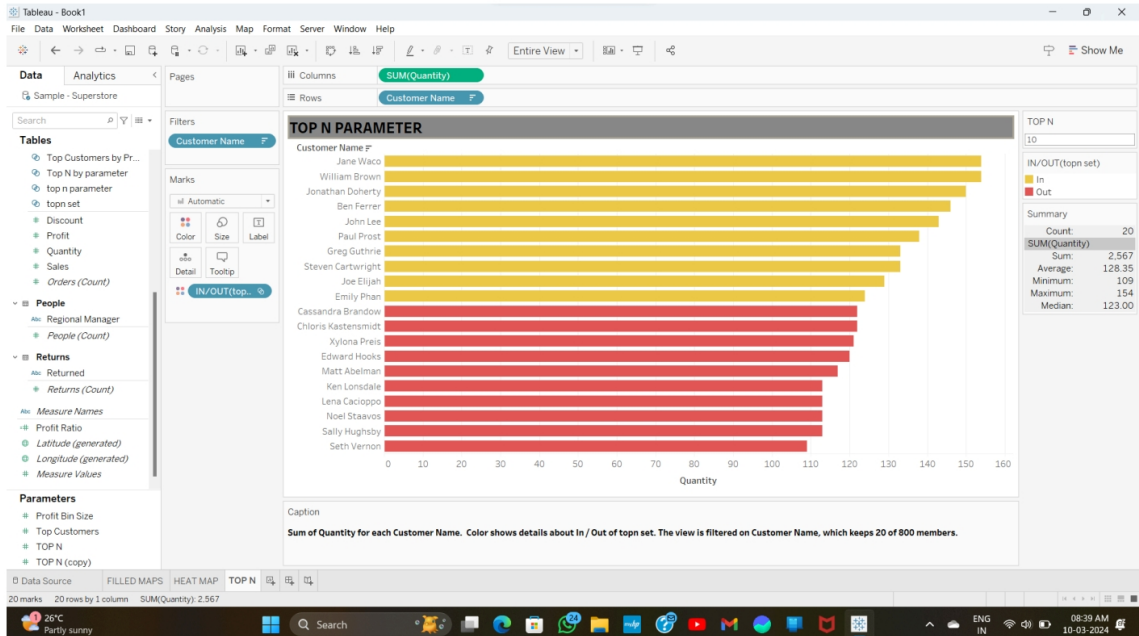 Tableau - Book1
File Data Worksheet Dashboard Story Analysis Map Format Server Window Help
Entire View
Show Me
Data Analytics
Sample - Superstore
Search
Tables
Top Customers by Pr...
Top N by parameter
top n parameter
topn set
Discount
Profit
Quantity
Sales
Orders (Count)
People
Abc Regional Manager
People (Count)
Returns
Abc Returned
Returns (Count)
Abc Measure Names
Profit Ratio
Latitude (generated)
Longitude (generated)
Measure Values
Parameters
Profit Bin Size
Top Customers
TOP N
TOP N (copy)
Pages
Filters
Customer Name
Marks
Automatic
Color Size Label
Detail Tooltip
IN/OUT(top..
Columns SUM(Quantity)
Rows Customer Name
TOP N PARAMETER
Customer Name
Jane Waco
William Brown
Jonathan Doherty
Ben Ferrer
John Lee
Paul Prost
Greg Guthrie
Steven Cartwright
Joe Elijah
Emily Phan
Cassandra Brandow
Chloris Kastensmidt
Xylona Preis
Edward Hooks
Matt Abelman
Ken Lonsdale
Lena Cacioppo
Noel Staavos
Sally Hughsby
Seth Vernon
0 10 20 30 40 50 60 70 80 90 100 110 120 130 140 150 160
Quantity
Caption
Sum of Quantity for each Customer Name. Color shows details about In / Out of topn set. The view is filtered on Customer Name, which keeps 20 of 800 members.
TOP N
10
IN/OUT(topn set)
In
Out
Summary
Count: 20
SUM(Quantity)
Sum: 2,567
Average: 128.35
Minimum: 109
Maximum: 154
Median: 123.00
Data Source FILLED MAPS HEAT MAP TOP N
20 marks 20 rows by 1 column SUM(Quantity): 2,567
1
26°C
Partly sunny
Search
24
ENG
IN
08:39 AM
10-03-2024